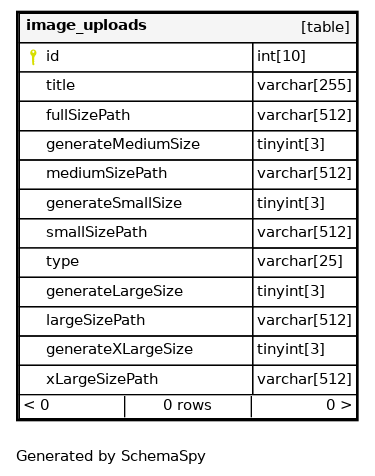 image_uploads [table]
id int[10]
title varchar[255]
fullSizePath varchar[512]
generateMediumSize tinyint[3]
mediumSizePath varchar[512]
generateSmallSize tinyint[3]
smallSizePath varchar[512]
type varchar[25]
generateLargeSize tinyint[3]
largeSizePath varchar[512]
generateXLargeSize tinyint[3]
xLargeSizePath varchar[512]
< 0 0 rows 0 >
Generated by SchemaSpy